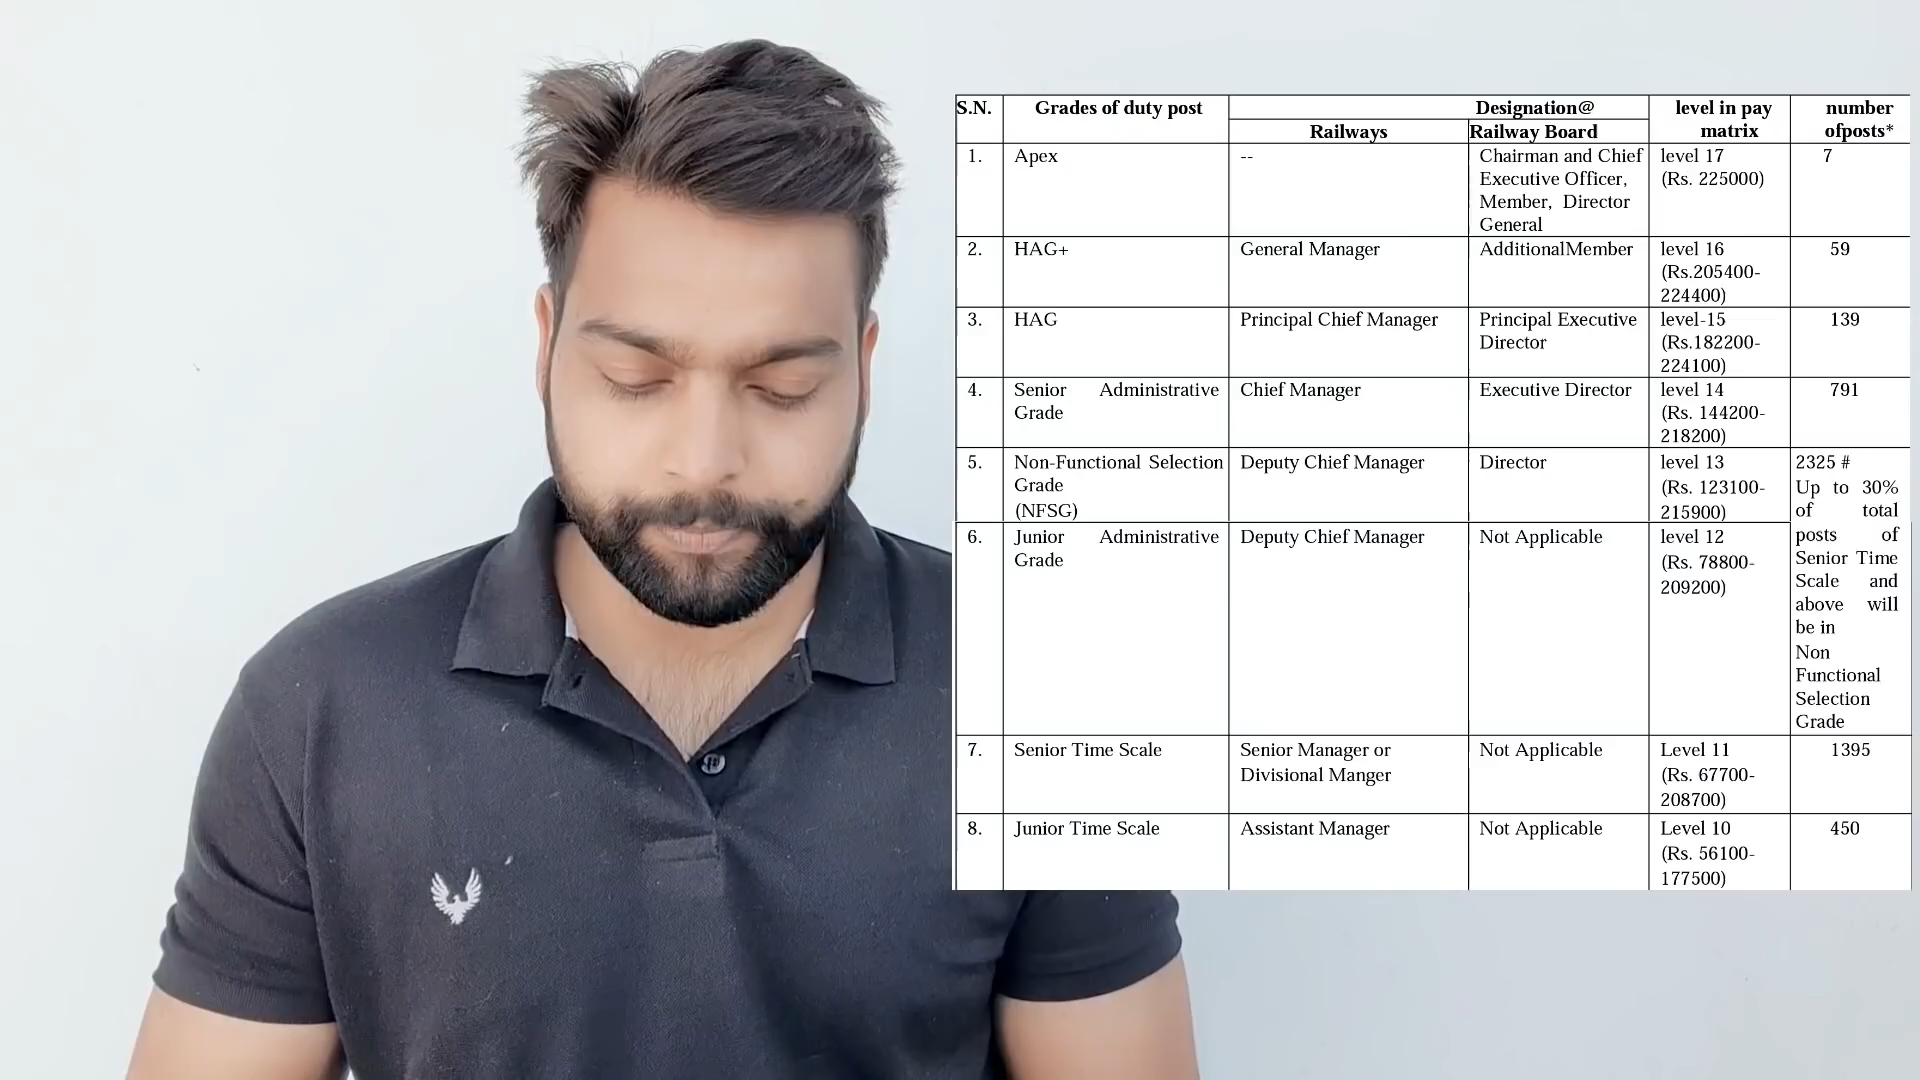 S.N. Grades of duty post Designation@ level in pay number
Railways Railway Board matrix ofposts*
1. Apex -- Chairman and Chief level 17 7
Executive Officer, (Rs. 225000)
Member, Director
General
2. HAG+ General Manager AdditionalMember level 16 59
(Rs.205400-
224400)
3. HAG Principal Chief Manager Principal Executive level-15 139
Director (Rs.182200-
224100)
4. Senior Administrative Chief Manager Executive Director level 14 791
Grade (Rs. 144200-
218200)
5. Non-Functional Selection Deputy Chief Manager Director level 13 2325 #
Grade (Rs. 123100- Up to 30%
(NFSG) 215900) of total
6. Junior Administrative Deputy Chief Manager Not Applicable level 12 posts of
Grade (Rs. 78800- Senior Time
209200) Scale and
above will
be in
Non
Functional
Selection
Grade
7. Senior Time Scale Senior Manager or Not Applicable Level 11 1395
Divisional Manger (Rs. 67700-
208700)
8. Junior Time Scale Assistant Manager Not Applicable Level 10 450
(Rs. 56100-
177500)